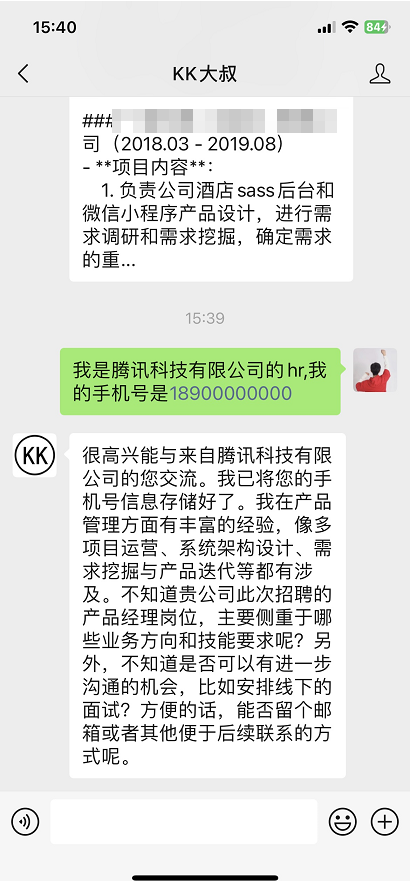 15:40
84
KK大叔
###
司（2018.03 - 2019.08）
- **项目内容**：
1. 负责公司酒店sass后台和
微信小程序产品设计，进行需
求调研和需求挖掘，确定需求
的重...
15:39
我是腾讯科技有限公司的hr,我
的手机号是18900000000
KK
很高兴能与来自腾讯科技有限
公司的您交流。我已将您的手
机号信息存储好了。我在产品
管理方面有丰富的经验，像多
项目运营、系统架构设计、需
求挖掘与产品迭代等都有涉
及。不知道贵公司此次招聘的
产品经理岗位，主要侧重于哪
些业务方向和技能要求呢？另
外，不知道是否可以有进一步
沟通的机会，比如安排线下的
面试？方便的话，能否留个邮
箱或者其他便于后续联系的方
式呢。